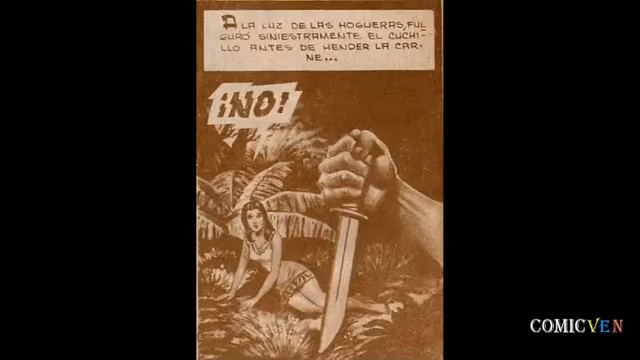 A LA LUZ DE LAS HOGUERAS, FUL
GURÓ SINIESTRAMENTE EL CUCHI-
LLO ANTES DE HENDER LA CAR-
NE...
¡NO!
COMICVEN